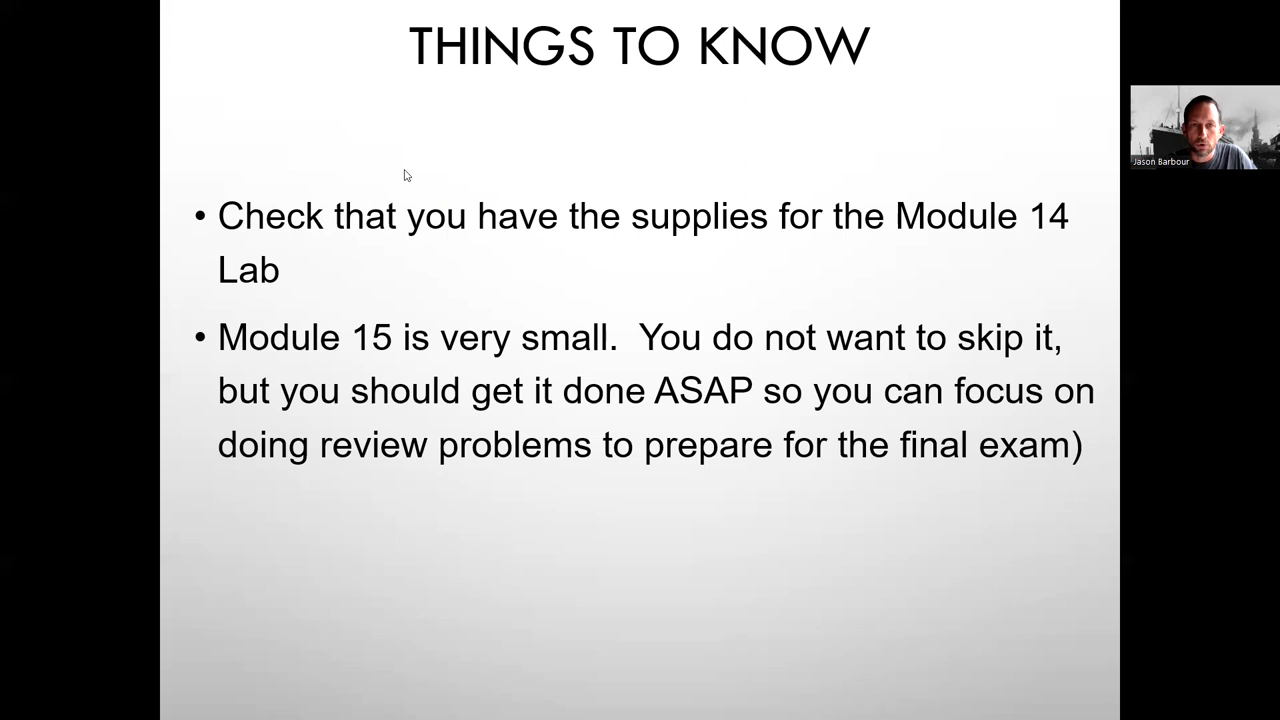 THINGS TO KNOW
• Check that you have the supplies for the Module 14
Lab
• Module 15 is very small.  You do not want to skip it,
but you should get it done ASAP so you can focus on
doing review problems to prepare for the final exam)
Jason Barbour